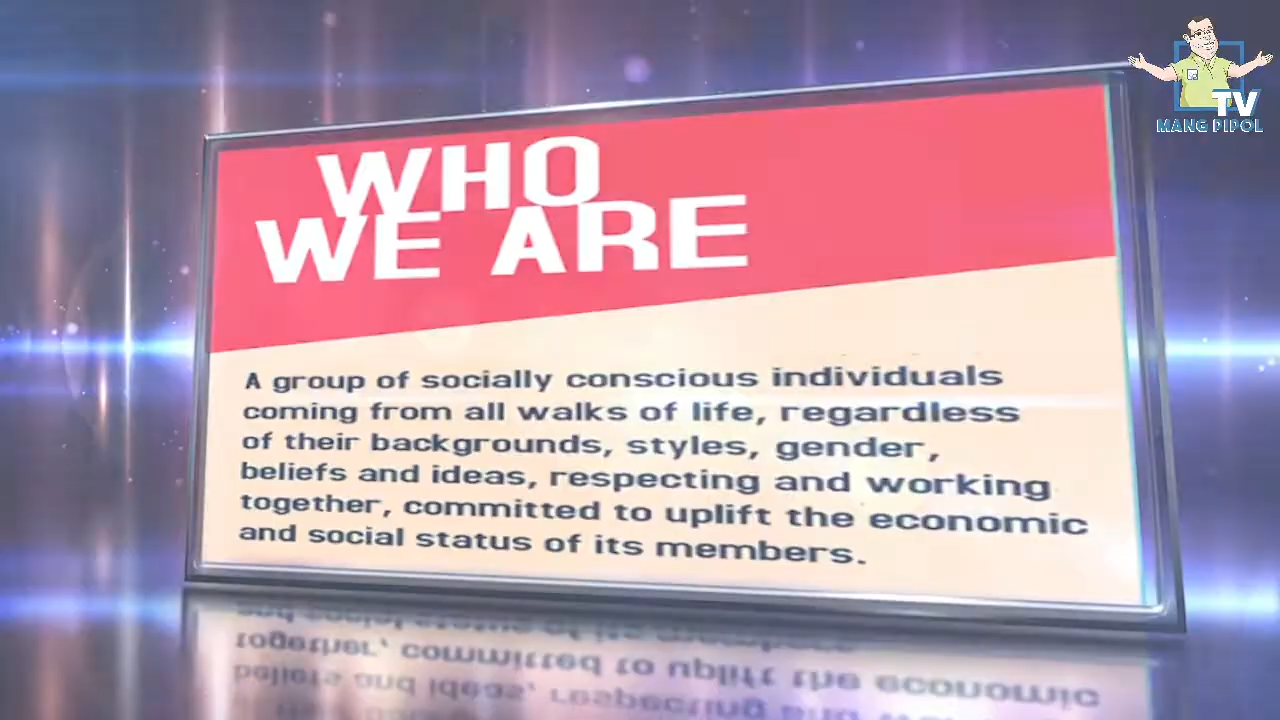 TV
MANG PIPOL
WHO
WE ARE
A group of socially conscious individuals
coming from all walks of life, regardless
of their backgrounds, styles, gender,
beliefs and ideas, respecting and working
together, committed to uplift the economic
and social status of its members.